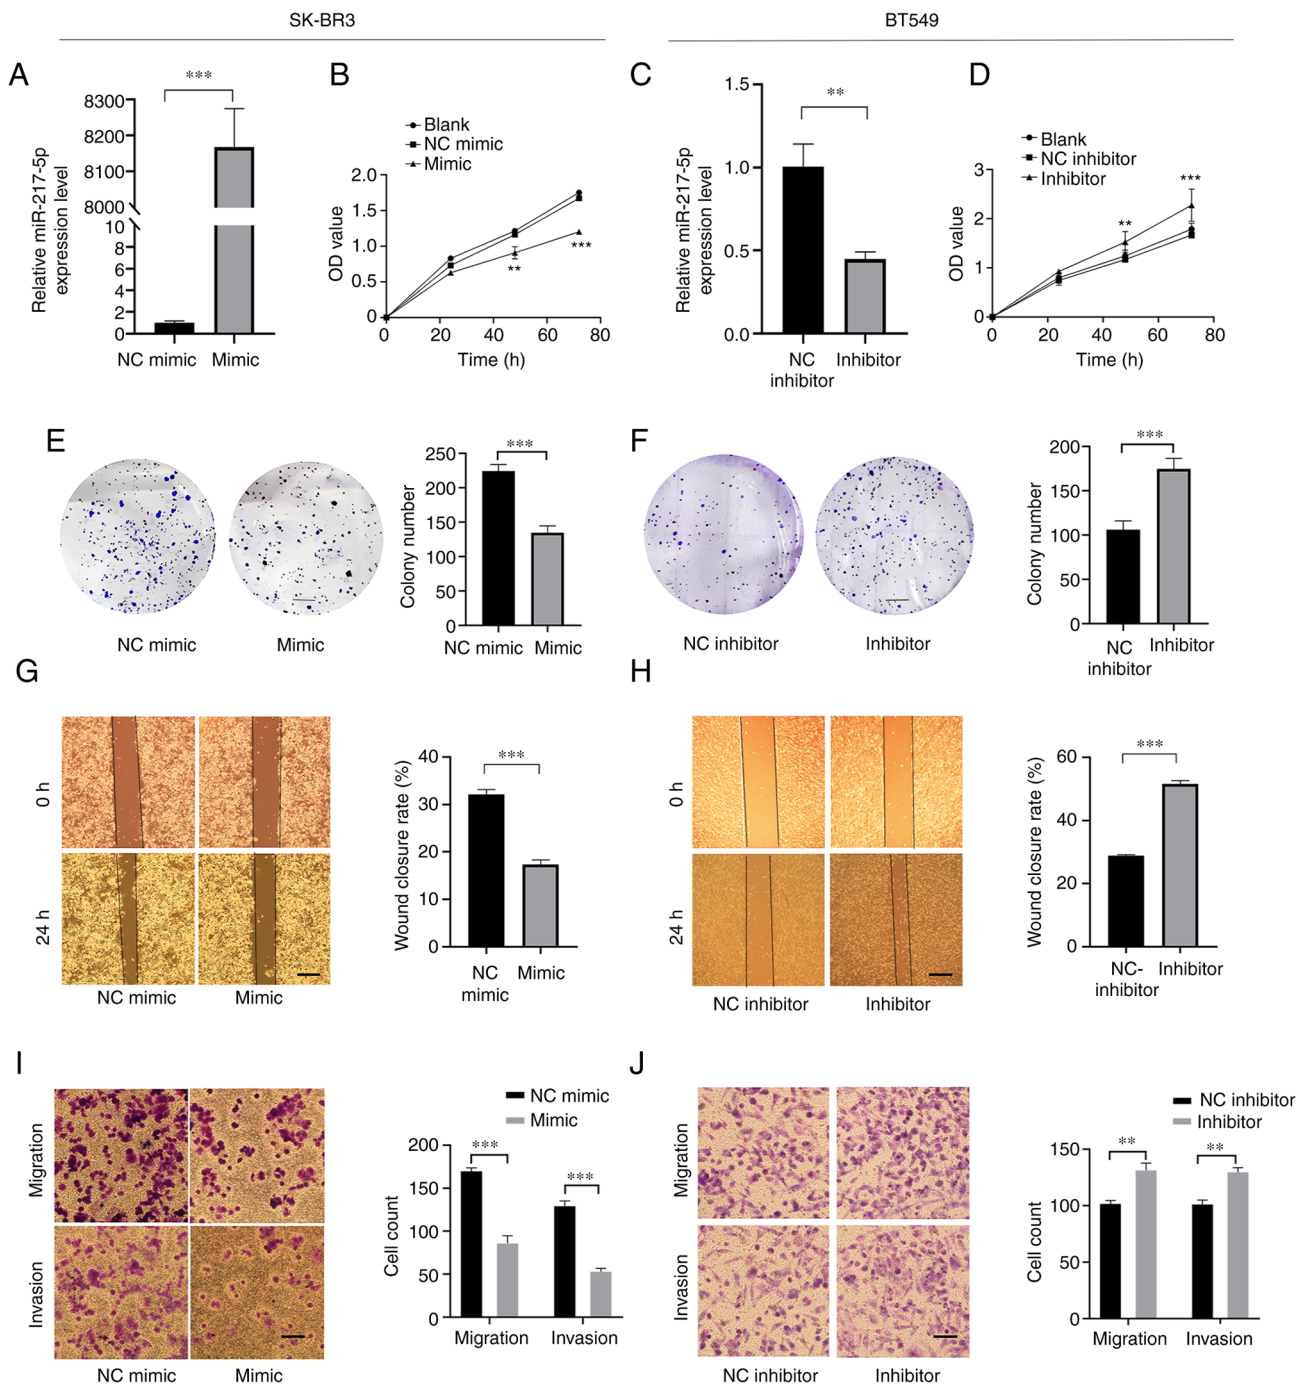 SK-BR3
BT549
A
***
Relative miR-217-5p
expression level
8300
8200
8100
8000
10
8
6
4
2
0
NC mimic
Mimic
B
Blank
NC mimic
Mimic
OD value
2.0
1.5
1.0
0.5
0
**
***
0
20
40
60
80
Time (h)
C
**
Relative miR-217-5p
expression level
1.5
1.0
0.5
0.0
NC
inhibitor
Inhibitor
D
Blank
NC inhibitor
Inhibitor
OD value
3
2
1
0
**
***
0
20
40
60
80
Time (h)
E
NC mimic
Mimic
***
Colony number
250
200
150
100
50
0
NC mimic
Mimic
F
NC inhibitor
Inhibitor
***
Colony number
200
150
100
50
0
NC
inhibitor
Inhibitor
G
0 h
24 h
NC mimic
Mimic
***
Wound closure rate (%)
40
30
20
10
0
NC
mimic
Mimic
H
0 h
24 h
NC inhibitor
Inhibitor
***
Wound closure rate (%)
60
40
20
0
NC-
inhibitor
Inhibitor
I
Migration
Invasion
NC mimic
Mimic
NC mimic
Mimic
***
***
Cell count
200
150
100
50
0
Migration
Invasion
J
Migration
Invasion
NC inhibitor
Inhibitor
NC inhibitor
Inhibitor
**
**
Cell count
150
100
50
0
Migration
Invasion